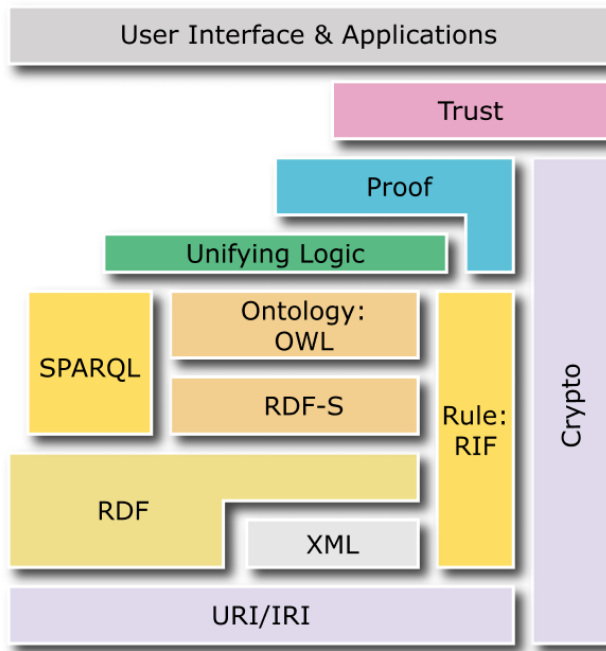 User Interface & Applications
Trust
Proof
Unifying Logic
Ontology:
OWL
SPARQL
RDF-S
Rule:
RIF
Crypto
RDF
XML
URI/IRI